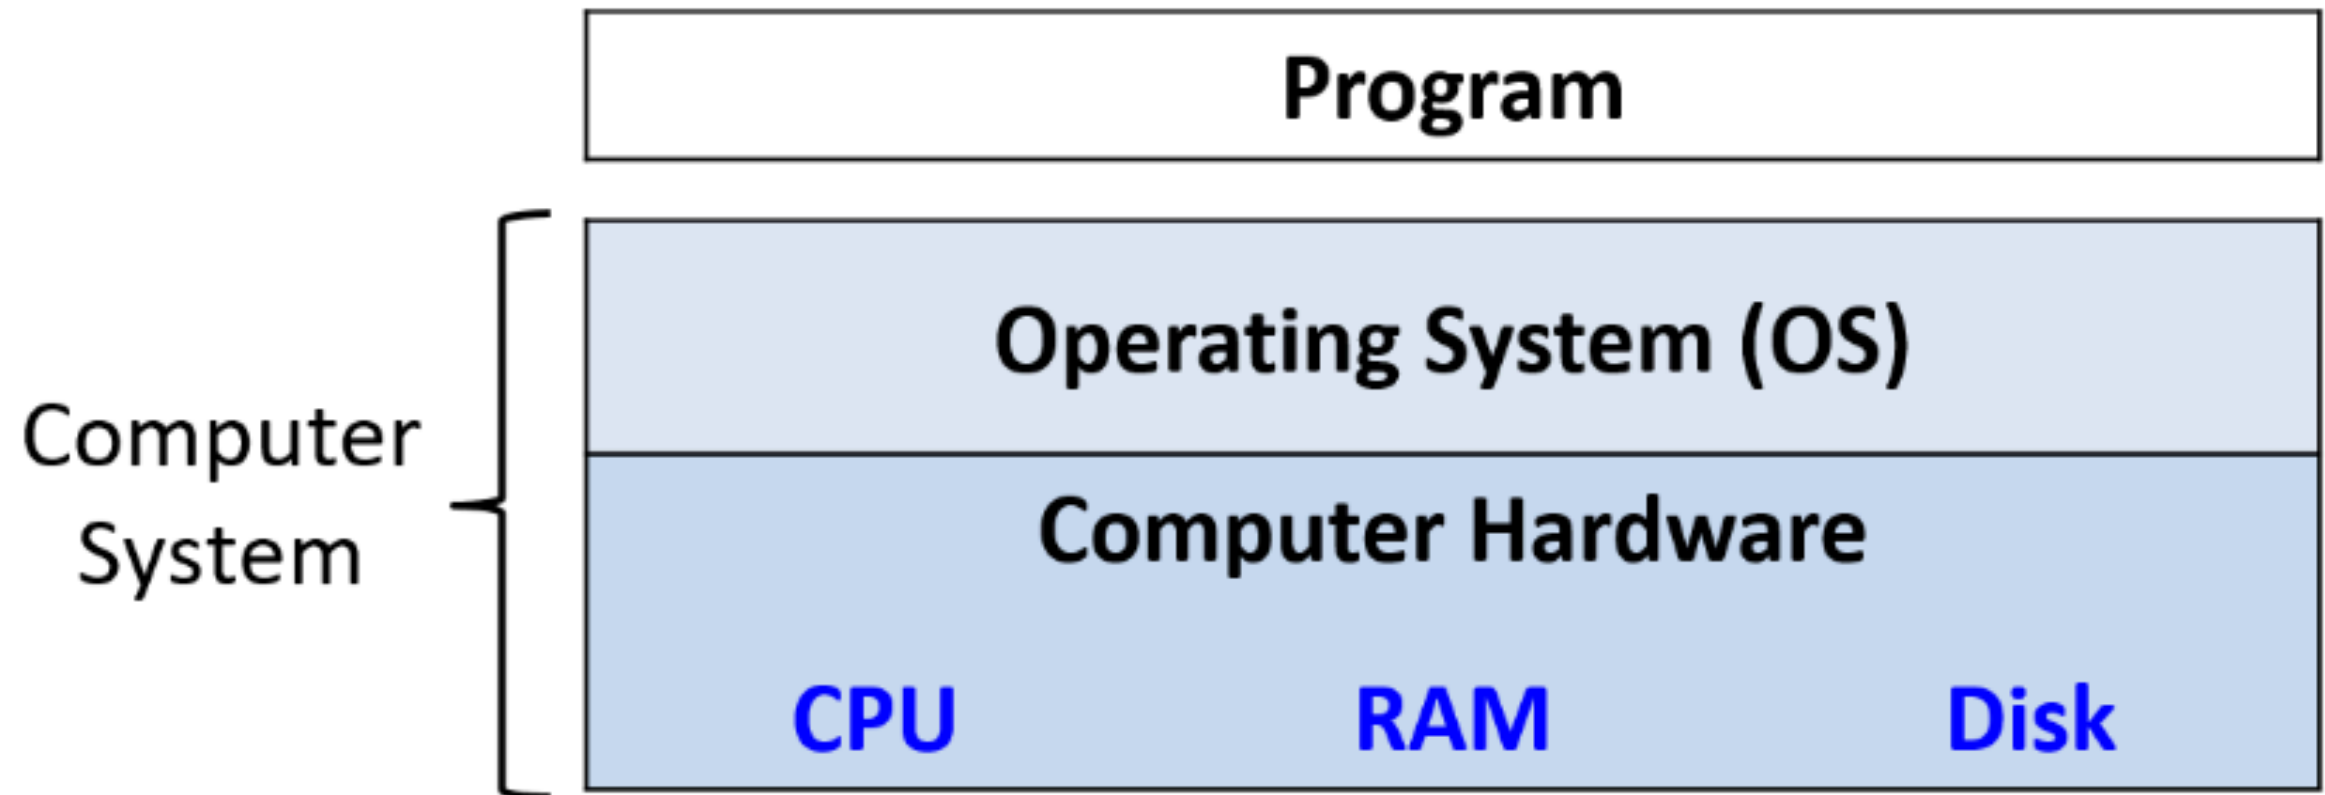 Program
Operating System (OS)
Computer
System
Computer Hardware
CPU RAM Disk